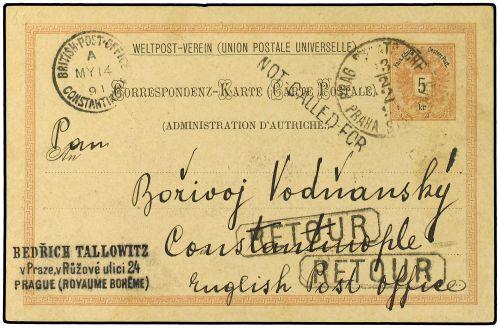 WELTPOST-VEREIN (UNION POSTALE UNIVERSELLE)
BRITISH·POST·OFFICE
A
MY 14
91
CONSTANTINOPLE
CORRESPONDENZ-KARTE (CARTE POSTALE).
(ADMINISTRATION D'AUTRICHE)
NOT CALLED FOR
PRAG
PRAHA
5
kr
Pan
An
Bořivoj Vodňanský
Constantinople
English Post office
RETOUR
RETOUR
BEDŘICH TALLOWITZ
v Praze, v Růžové ulici 24
PRAGUE (ROYAUME BOHÊME)